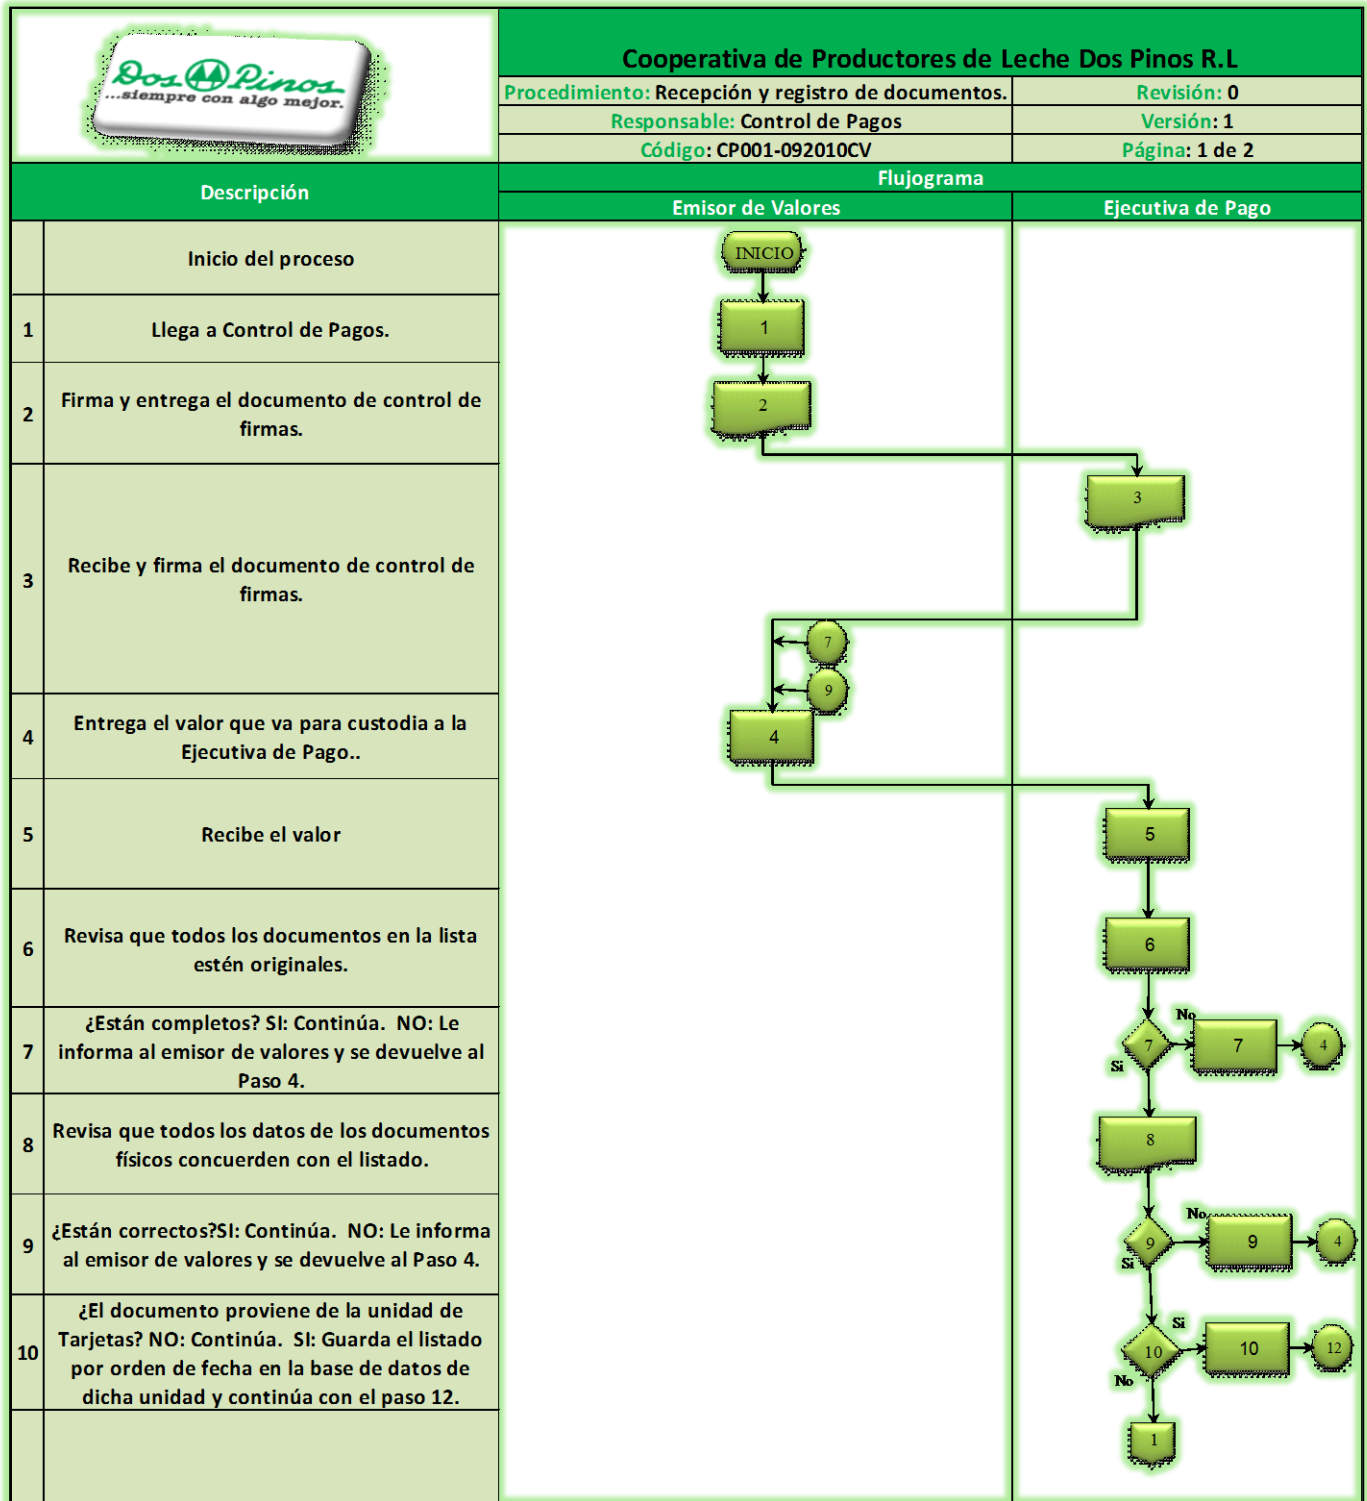 Dos Pinos
...siempre con algo mejor.
Cooperativa de Productores de Leche Dos Pinos R.L
Procedimiento: Recepción y registro de documentos.
Revisión: 0
Responsable: Control de Pagos
Versión: 1
Código: CP001-092010CV
Página: 1 de 2
Descripción
Flujograma
Emisor de Valores
Ejecutiva de Pago
Inicio del proceso
INICIO
1
Llega a Control de Pagos.
1
2
Firma y entrega el documento de control de
firmas.
2
3
Recibe y firma el documento de control de
firmas.
3
7
9
4
Entrega el valor que va para custodia a la
Ejecutiva de Pago..
4
5
Recibe el valor
5
6
Revisa que todos los documentos en la lista
estén originales.
6
7
¿Están completos? SI: Continúa.  NO: Le
informa al emisor de valores y se devuelve al
Paso 4.
7
No
7
4
Si
8
Revisa que todos los datos de los documentos
físicos concuerden con el listado.
8
9
¿Están correctos?SI: Continúa.  NO: Le informa
al emisor de valores y se devuelve al Paso 4.
9
No
9
4
Si
10
¿El documento proviene de la unidad de
Tarjetas? NO: Continúa.  SI: Guarda el listado
por orden de fecha en la base de datos de
dicha unidad y continúa con el paso 12.
10
Si
10
12
No
1